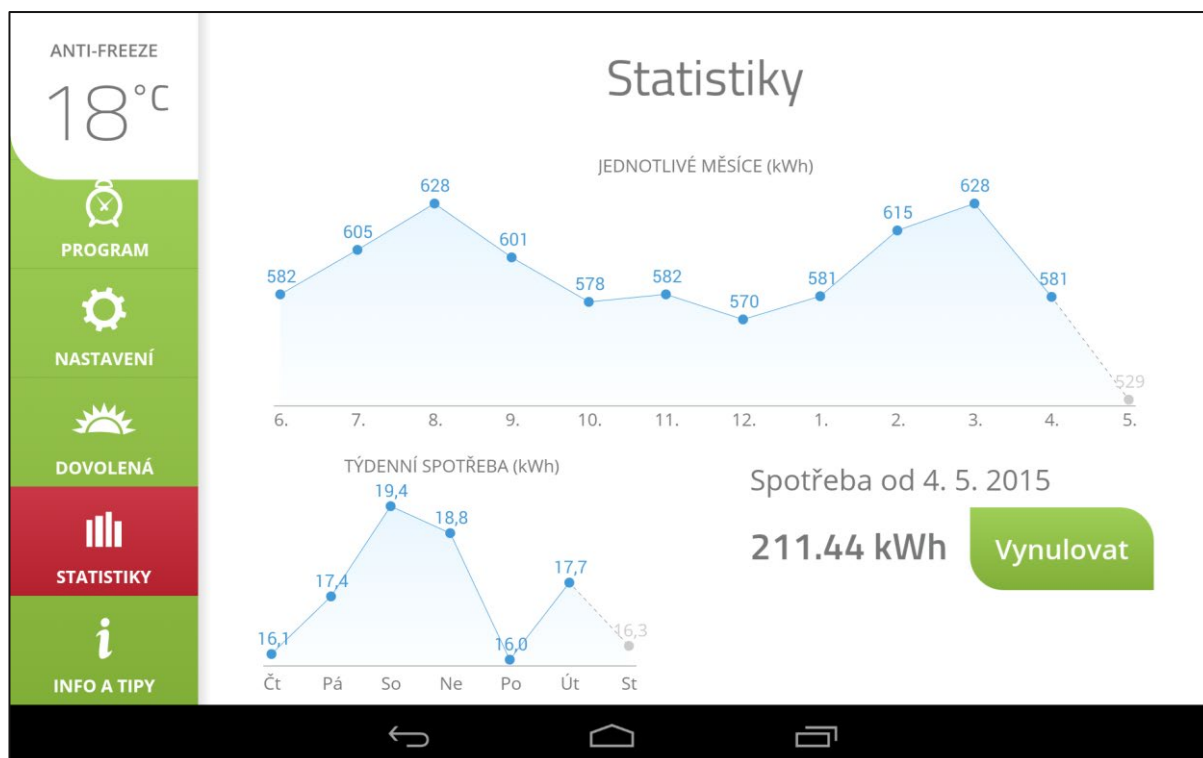 ANTI-FREEZE
18°C
PROGRAM
NASTAVENÍ
DOVOLENÁ
STATISTIKY
INFO A TIPY
Statistiky
JEDNOTLIVÉ MĚSÍCE (kWh)
582 605 628 601 578 582 570 581 615 628 581 529
6. 7. 8. 9. 10. 11. 12. 1. 2. 3. 4. 5.
TÝDENNÍ SPOTŘEBA (kWh)
16,1 17,4 19,4 18,8 16,0 17,7 16,3
Čt Pá So Ne Po Út St
Spotřeba od 4. 5. 2015
211.44 kWh Vynulovat